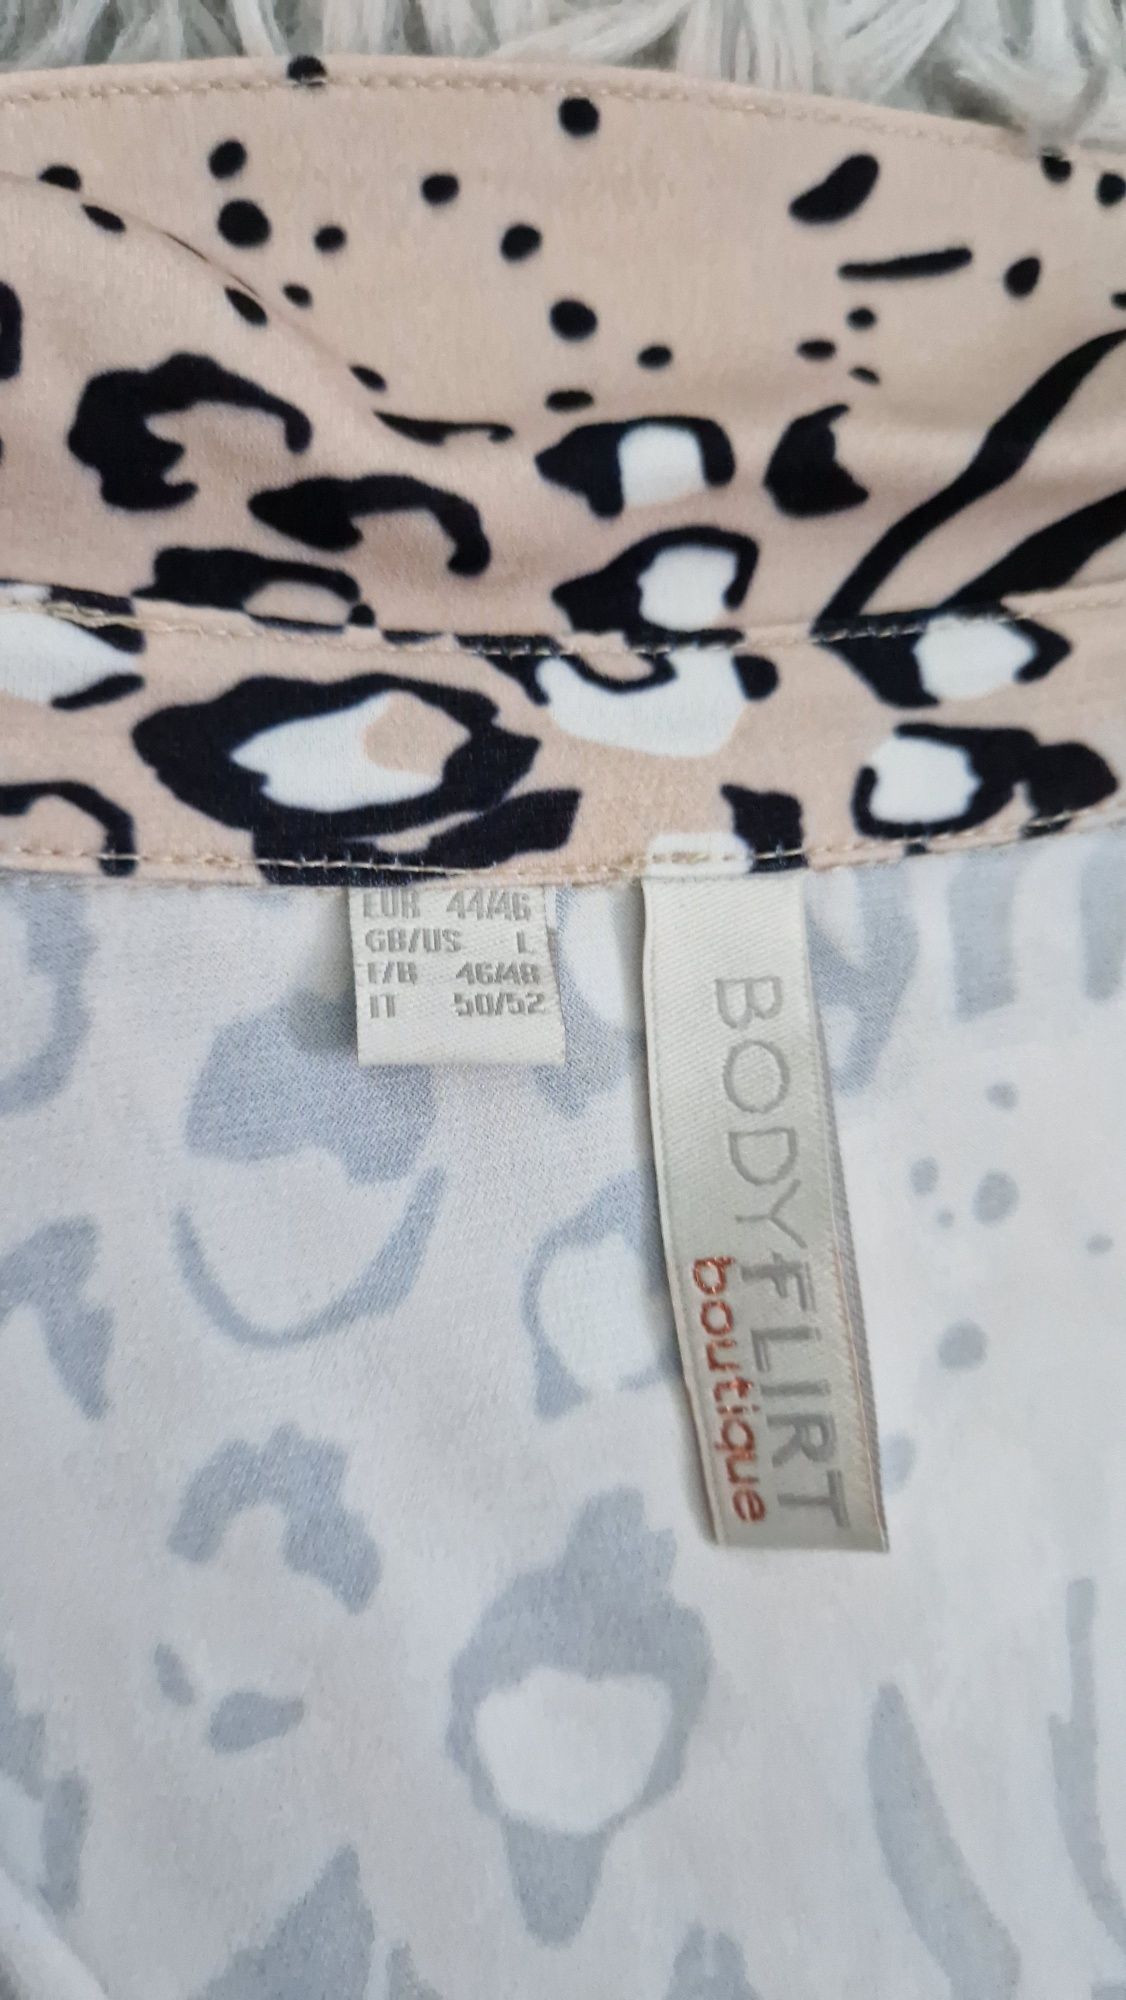 EUR 44/46
GB/US L
F/B 46/48
IT 50/52
BODYFLIRT
boutique